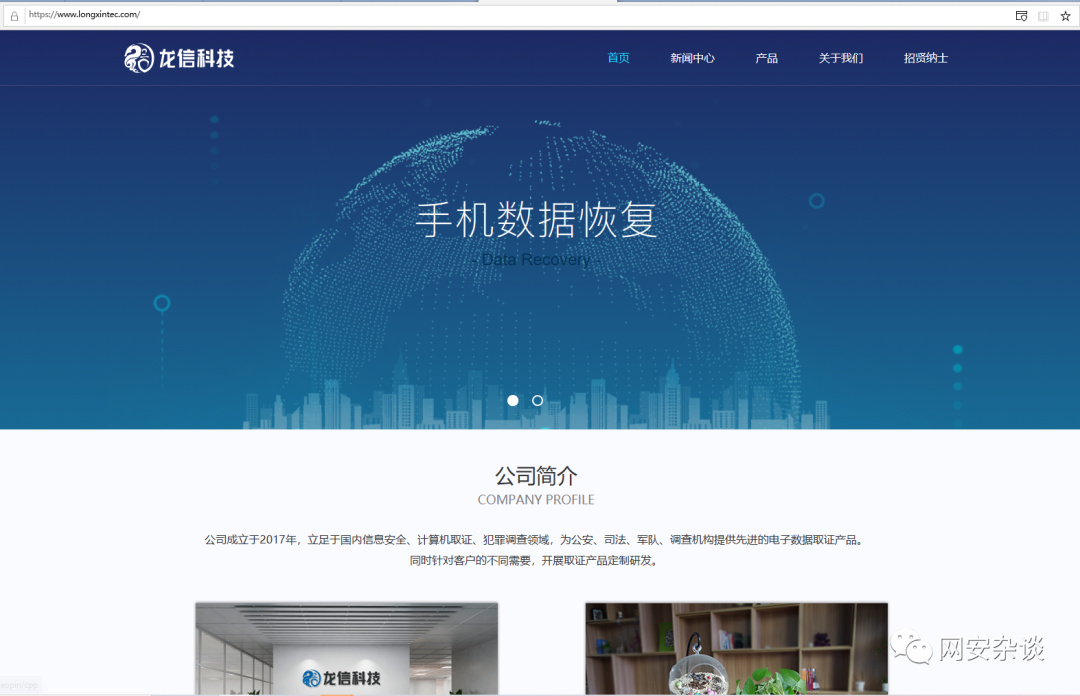 https://www.longxintec.com/
龙信科技
首页 新闻中心 产品 关于我们 招贤纳士
手机数据恢复
- Data Recovery -
公司简介
COMPANY PROFILE
公司成立于2017年，立足于国内信息安全、计算机取证、犯罪调查领域，为公安、司法、军队、调查机构提供先进的电子数据取证产品。
同时针对客户的不同需要，开展取证产品定制研发。
龙信科技
网安杂谈